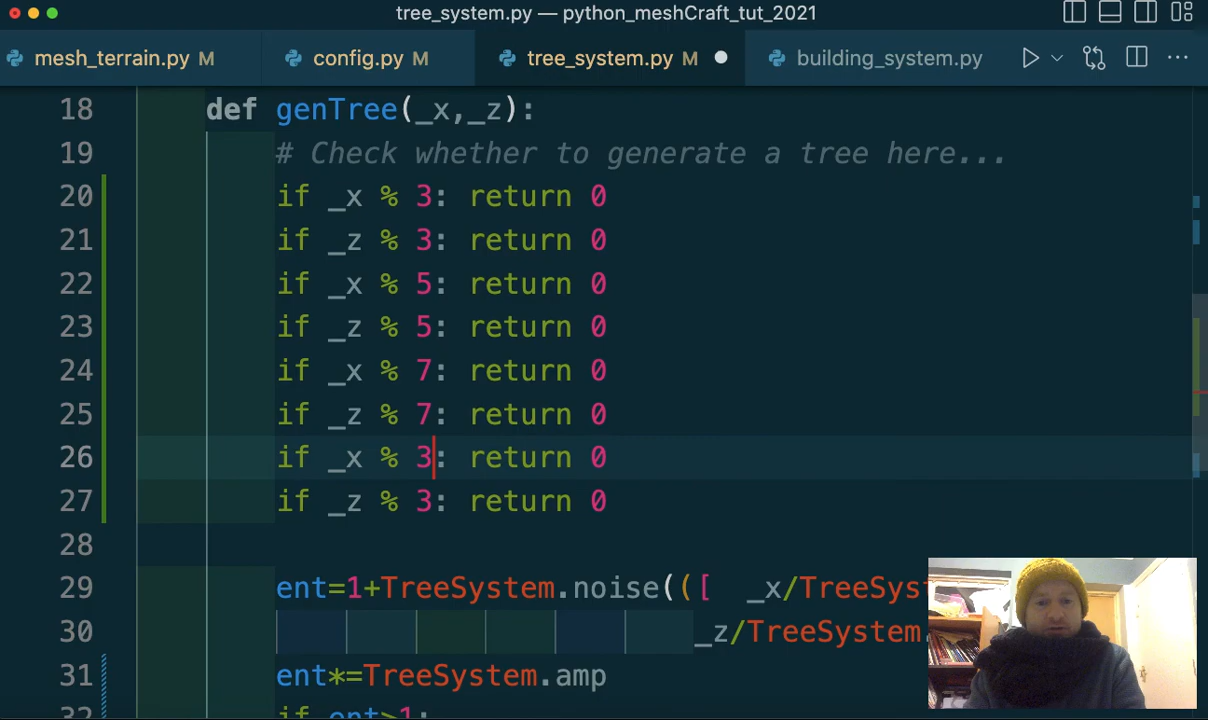 tree_system.py — python_meshCraft_tut_2021
mesh_terrain.py M config.py M tree_system.py M building_system.py
18 def genTree(_x,_z):
19 # Check whether to generate a tree here...
20 if _x % 3: return 0
21 if _z % 3: return 0
22 if _x % 5: return 0
23 if _z % 5: return 0
24 if _x % 7: return 0
25 if _z % 7: return 0
26 if _x % 3: return 0
27 if _z % 3: return 0
28
29 ent=1+TreeSystem.noise(([ _x/TreeSys
30 _z/TreeSystem.
31 ent*=TreeSystem.amp
32 if ent>1: